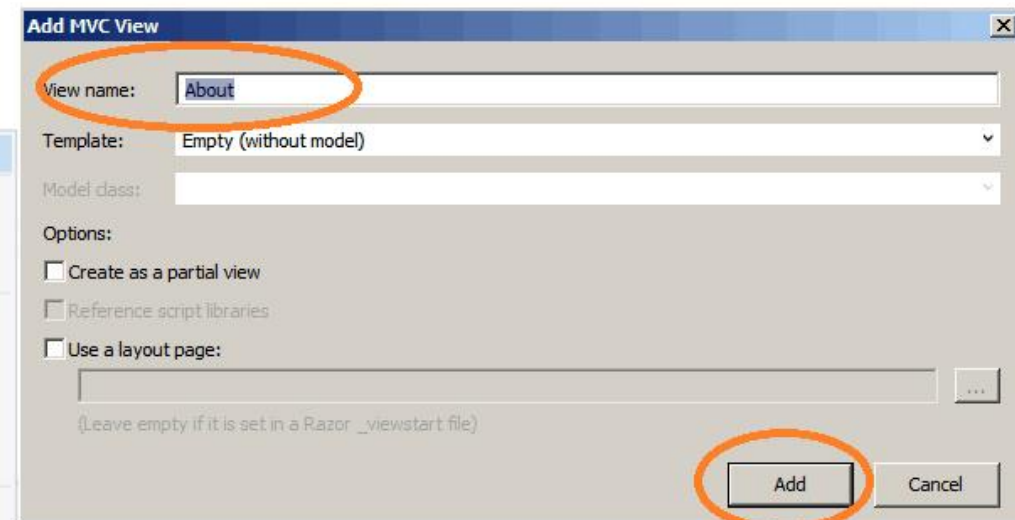 Add MVC View
View name: About
Template: Empty (without model)
Model class:
Options:
Create as a partial view
Reference script libraries
Use a layout page:
...
(Leave empty if it is set in a Razor _viewstart file)
Add Cancel